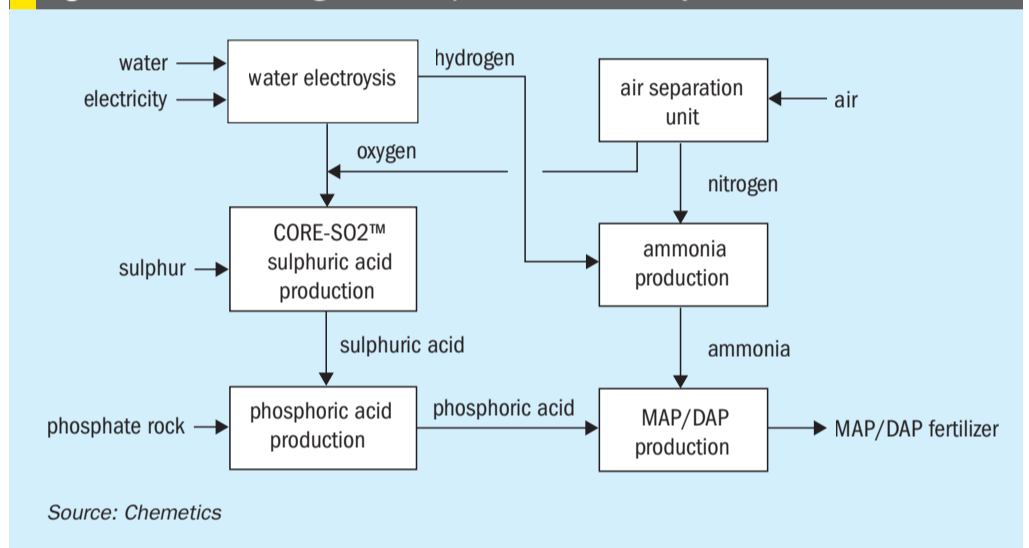 water
electricity
water electroysis
hydrogen
air separation
unit
air
oxygen
nitrogen
sulphur
CORE-SO2™
sulphuric acid
production
ammonia
production
sulphuric acid
ammonia
phosphate rock
phosphoric acid
production
phosphoric acid
MAP/DAP
production
MAP/DAP fertilizer
Source: Chemetics